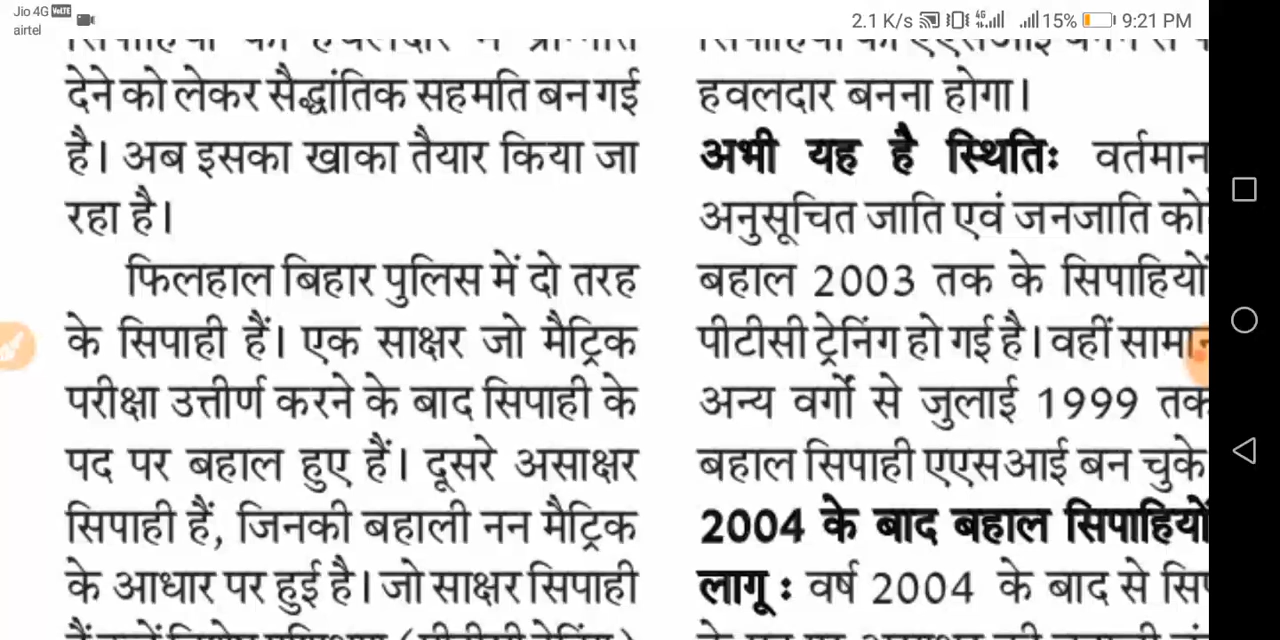 Jio 4G VoLTE
airtel
2.1 K/s 4G 15% 9:21 PM
देने को लेकर सैद्धांतिक सहमति बन गई
है। अब इसका खाका तैयार किया जा
रहा है।
फिलहाल बिहार पुलिस में दो तरह
के सिपाही हैं। एक साक्षर जो मैट्रिक
परीक्षा उत्तीर्ण करने के बाद सिपाही के
पद पर बहाल हुए हैं। दूसरे असाक्षर
सिपाही हैं, जिनकी बहाली नन मैट्रिक
के आधार पर हुई है। जो साक्षर सिपाही
हवलदार बनना होगा।
अभी यह है स्थितिः वर्तमान
अनुसूचित जाति एवं जनजाति को
बहाल 2003 तक के सिपाहियों
पीटीसी ट्रेनिंग हो गई है। वहीं
अन्य वर्गों से जुलाई 1999 तक
बहाल सिपाही एएसआई बन चुके
2004 के बाद बहाल सिपाहियों
लागू : वर्ष 2004 के बाद से